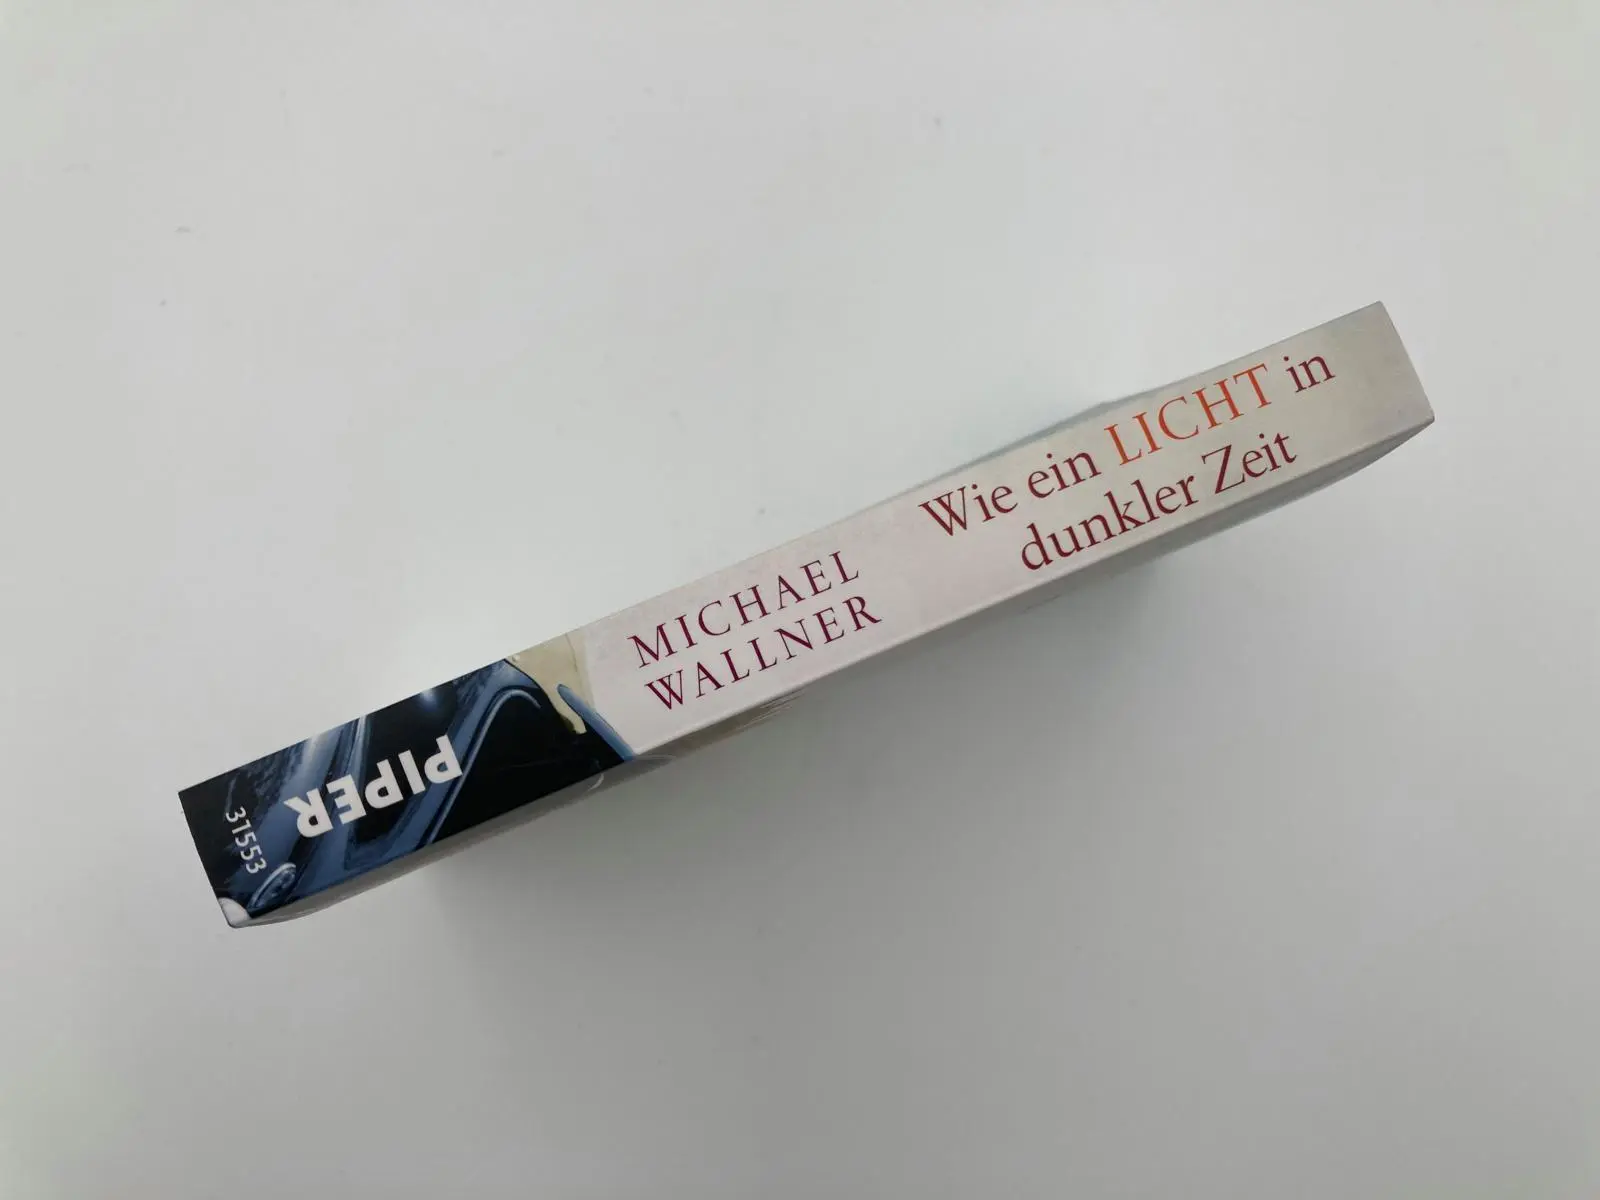 MICHAEL
WALLNER
Wie ein LICHT in
dunkler Zeit
PIPER
31553